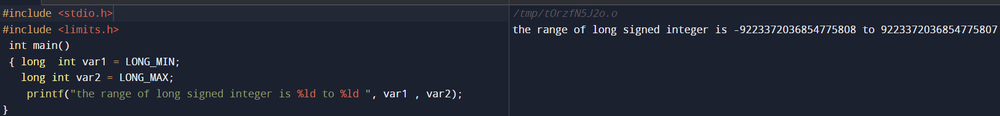 #include <stdio.h>
#include <limits.h>
 int main()
 { long  int var1 = LONG_MIN;
   long int var2 = LONG_MAX;
    printf("the range of long signed integer is %ld to %ld ", var1 , var2);
}
/tmp/tOrzfN5J2o.o
the range of long signed integer is -9223372036854775808 to 9223372036854775807